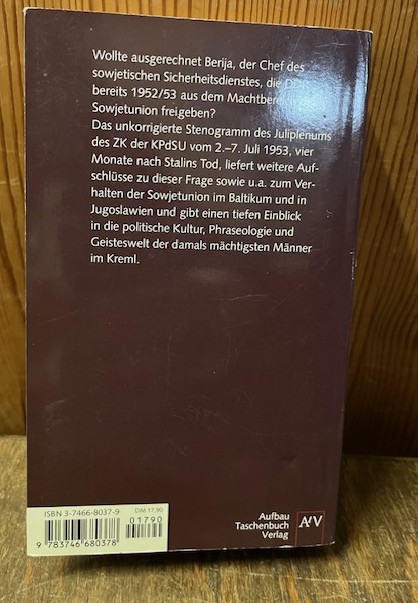 Wollte ausgerechnet Berija, der Chef des
sowjetischen Sicherheitsdienstes, die
bereits 1952/53 aus dem
Sowjetunion freigeben?
Das unkorrigierte Stenogramm des Juliplenums
des ZK der KPdSU vom 2.–7. Juli 1953, vier
Monate nach Stalins Tod, liefert weitere Auf-
schlüsse zu dieser Frage sowie u.a. zum Ver-
halten der Sowjetunion im Baltikum und in
Jugoslawien und gibt einen tiefen Einblick
in die politische Kultur, Phraseologie und
Geisteswelt der damals mächtigsten Männer
im Kreml.
ISBN 3-7466-8037-9 DM 17,90
01790
9 783746 680378
Aufbau
Taschenbuch
Verlag
AtV